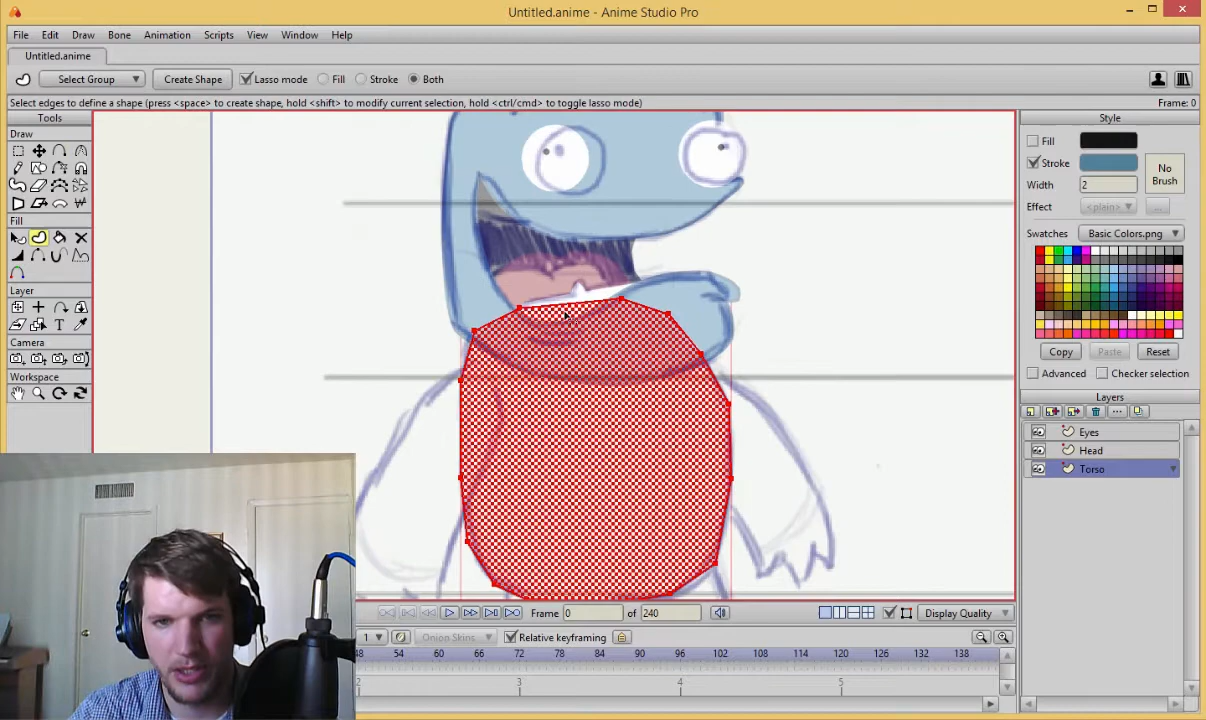 Untitled.anime - Anime Studio Pro
File Edit Draw Bone Animation Scripts View Window Help
Untitled.anime
Select Group Create Shape Lasso mode Fill Stroke Both
Select edges to define a shape (press <space> to create shape, hold <shift> to modify current selection, hold <ctrl/cmd> to toggle lasso mode) Frame: 0
Tools
Draw
Fill
Layer
T
Camera
Workspace
Style
Fill
Stroke
No Brush
Width 2
Effect <plain> ...
Swatches Basic Colors.png
Copy Paste Reset
Advanced Checker selection
Layers
Eyes
Head
Torso
Frame 0 of 240 Display Quality
1 Onion Skins Relative keyframing
48 54 60 66 72 78 84 90 96 102 108 114 120 126 132 138
2 3 4 5